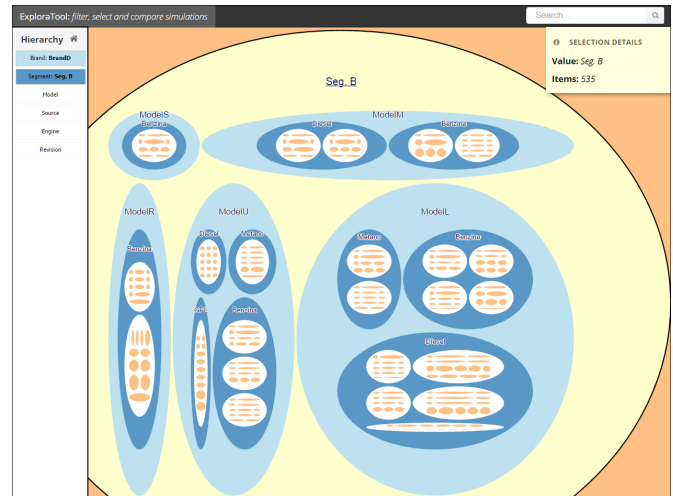 ExploraTool: filter, select and compare simulations
Search...
Hierarchy
Brand: BrandD
Segment: Seg. B
Model
Source
Engine
Revision
SELECTION DETAILS
Value: Seg. B
Items: 535
Seg. B
ModelS
Benzina
ModelM
Diesel
Benzina
ModelR
Benzina
ModelU
Diesel
Metano
GPL
Benzina
ModelL
Metano
Benzina
Diesel